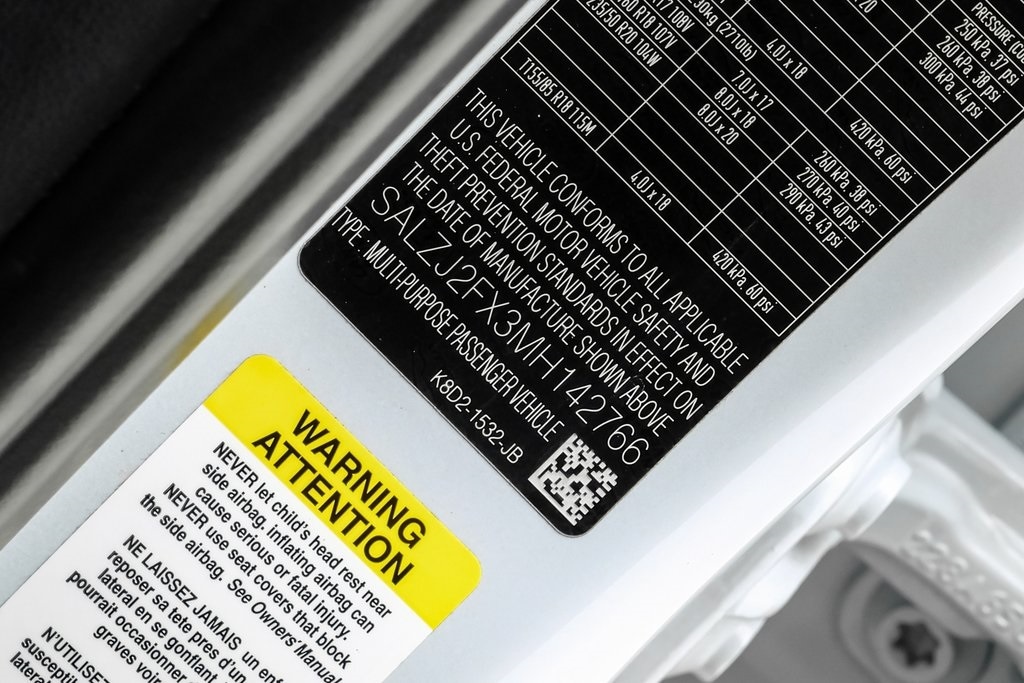 PRESSURE
250 kPa, 37 psi
260 kPa, 38 psi
300 kPa, 44 psi
420 kPa, 60 psi
4.0J x 18
7.0J x 17
8.0J x 18
8.0J x 20
260 kPa, 38 psi
270 kPa, 40 psi
290 kPa, 43 psi
235/50 R20 104W
T155/85 R18 115M
4.0J x 18
420 kPa, 60 psi
THIS VEHICLE CONFORMS TO ALL APPLICABLE
U.S. FEDERAL MOTOR VEHICLE SAFETY AND
THEFT PREVENTION STANDARDS IN EFFECT ON
THE DATE OF MANUFACTURE SHOWN ABOVE
SALZJ2FX3MH142766
TYPE : MULTI-PURPOSE PASSENGER VEHICLE
K8D2-1532-JB
WARNING
ATTENTION
NEVER let child's head rest near
side airbag, inflating airbag can
cause serious or fatal injury.
NEVER use seat covers that block
the side airbag. See Owners' Manual
NE LAISSEZ JAMAIS un enf
reposer sa tete pres d'un
lateral en se gonflant
pourrait occasionner
graves
N'UTILISEZ